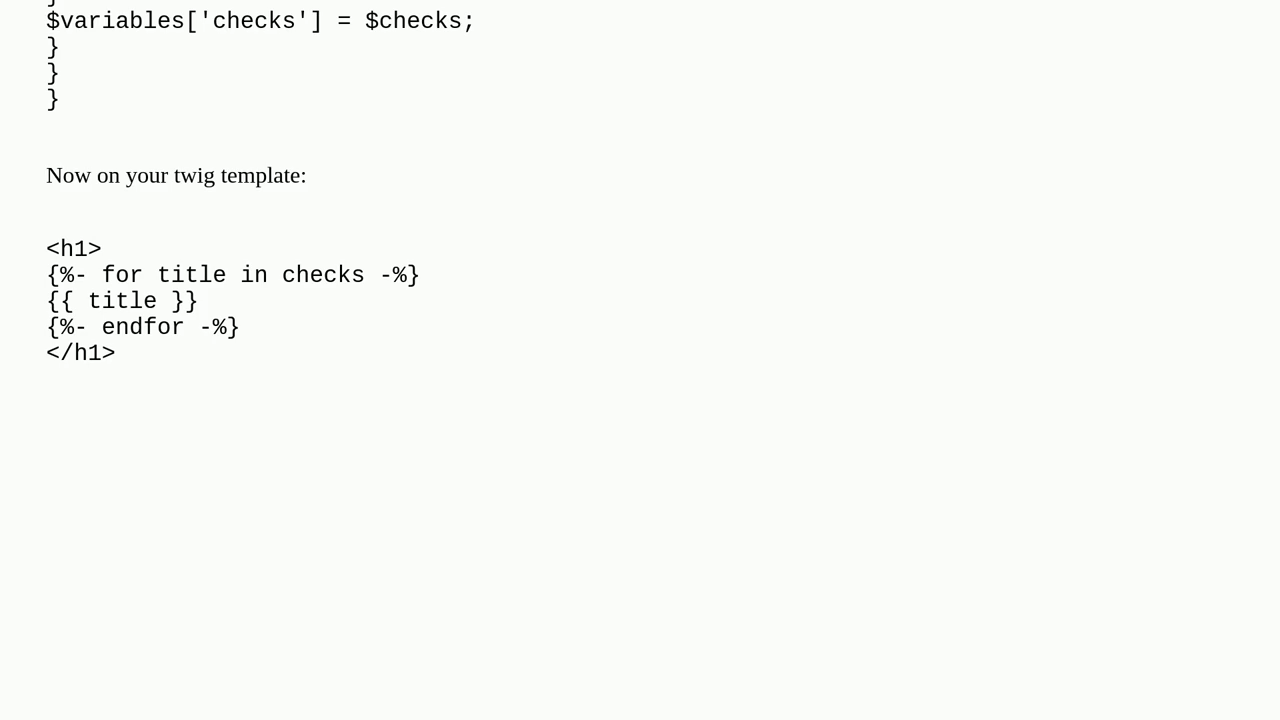 }
$variables['checks'] = $checks;
}
}
}
Now on your twig template:
<h1>
{%- for title in checks -%}
{{ title }}
{%- endfor -%}
</h1>